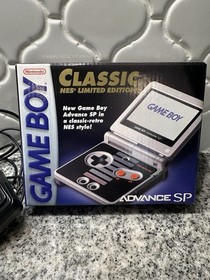 Nintendo
CLASSIC
NES® LIMITED EDITION
New Game Boy
Advance SP in
a classic-retro
NES style!
GAME BOY
GAME BOY
ADVANCE SP